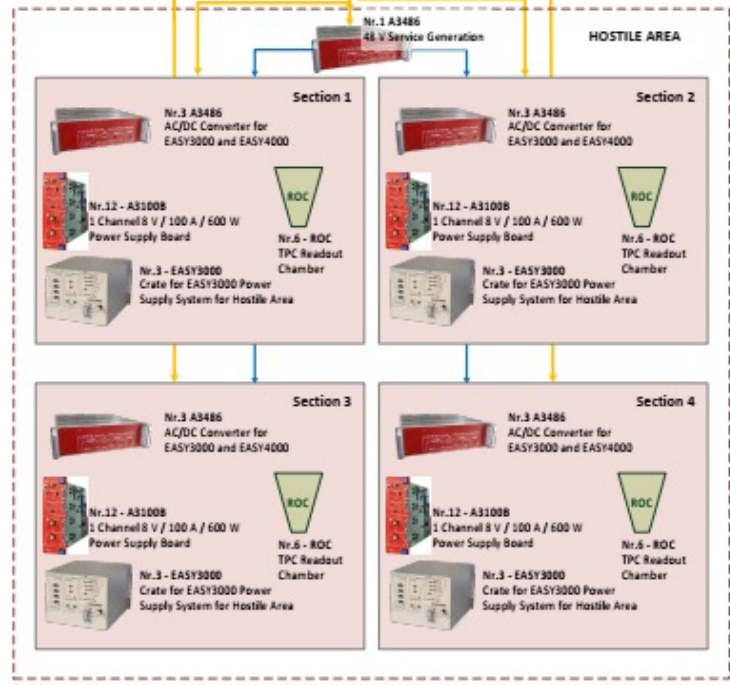 Nr.1 A3486
48 V Service Generation
HOSTILE AREA
Section 1
Nr.3 A3486
AC/DC Converter for
EASY3000 and EASY4000
Nr.12 - A3100B
1 Channel 8 V / 100 A / 600 W
Power Supply Board
ROC
Nr.6 - ROC
TPC Readout
Chamber
Nr.3 - EASY3000
Crate for EASY3000 Power
Supply System for Hostile Area
Section 2
Nr.3 A3486
AC/DC Converter for
EASY3000 and EASY4000
Nr.12 - A3100B
1 Channel 8 V / 100 A / 600 W
Power Supply Board
ROC
Nr.6 - ROC
TPC Readout
Chamber
Nr.3 - EASY3000
Crate for EASY3000 Power
Supply System for Hostile Area
Section 3
Nr.3 A3486
AC/DC Converter for
EASY3000 and EASY4000
Nr.12 - A3100B
1 Channel 8 V / 100 A / 600 W
Power Supply Board
ROC
Nr.6 - ROC
TPC Readout
Chamber
Nr.3 - EASY3000
Crate for EASY3000 Power
Supply System for Hostile Area
Section 4
Nr.3 A3486
AC/DC Converter for
EASY3000 and EASY4000
Nr.12 - A3100B
1 Channel 8 V / 100 A / 600 W
Power Supply Board
ROC
Nr.6 - ROC
TPC Readout
Chamber
Nr.3 - EASY3000
Crate for EASY3000 Power
Supply System for Hostile Area